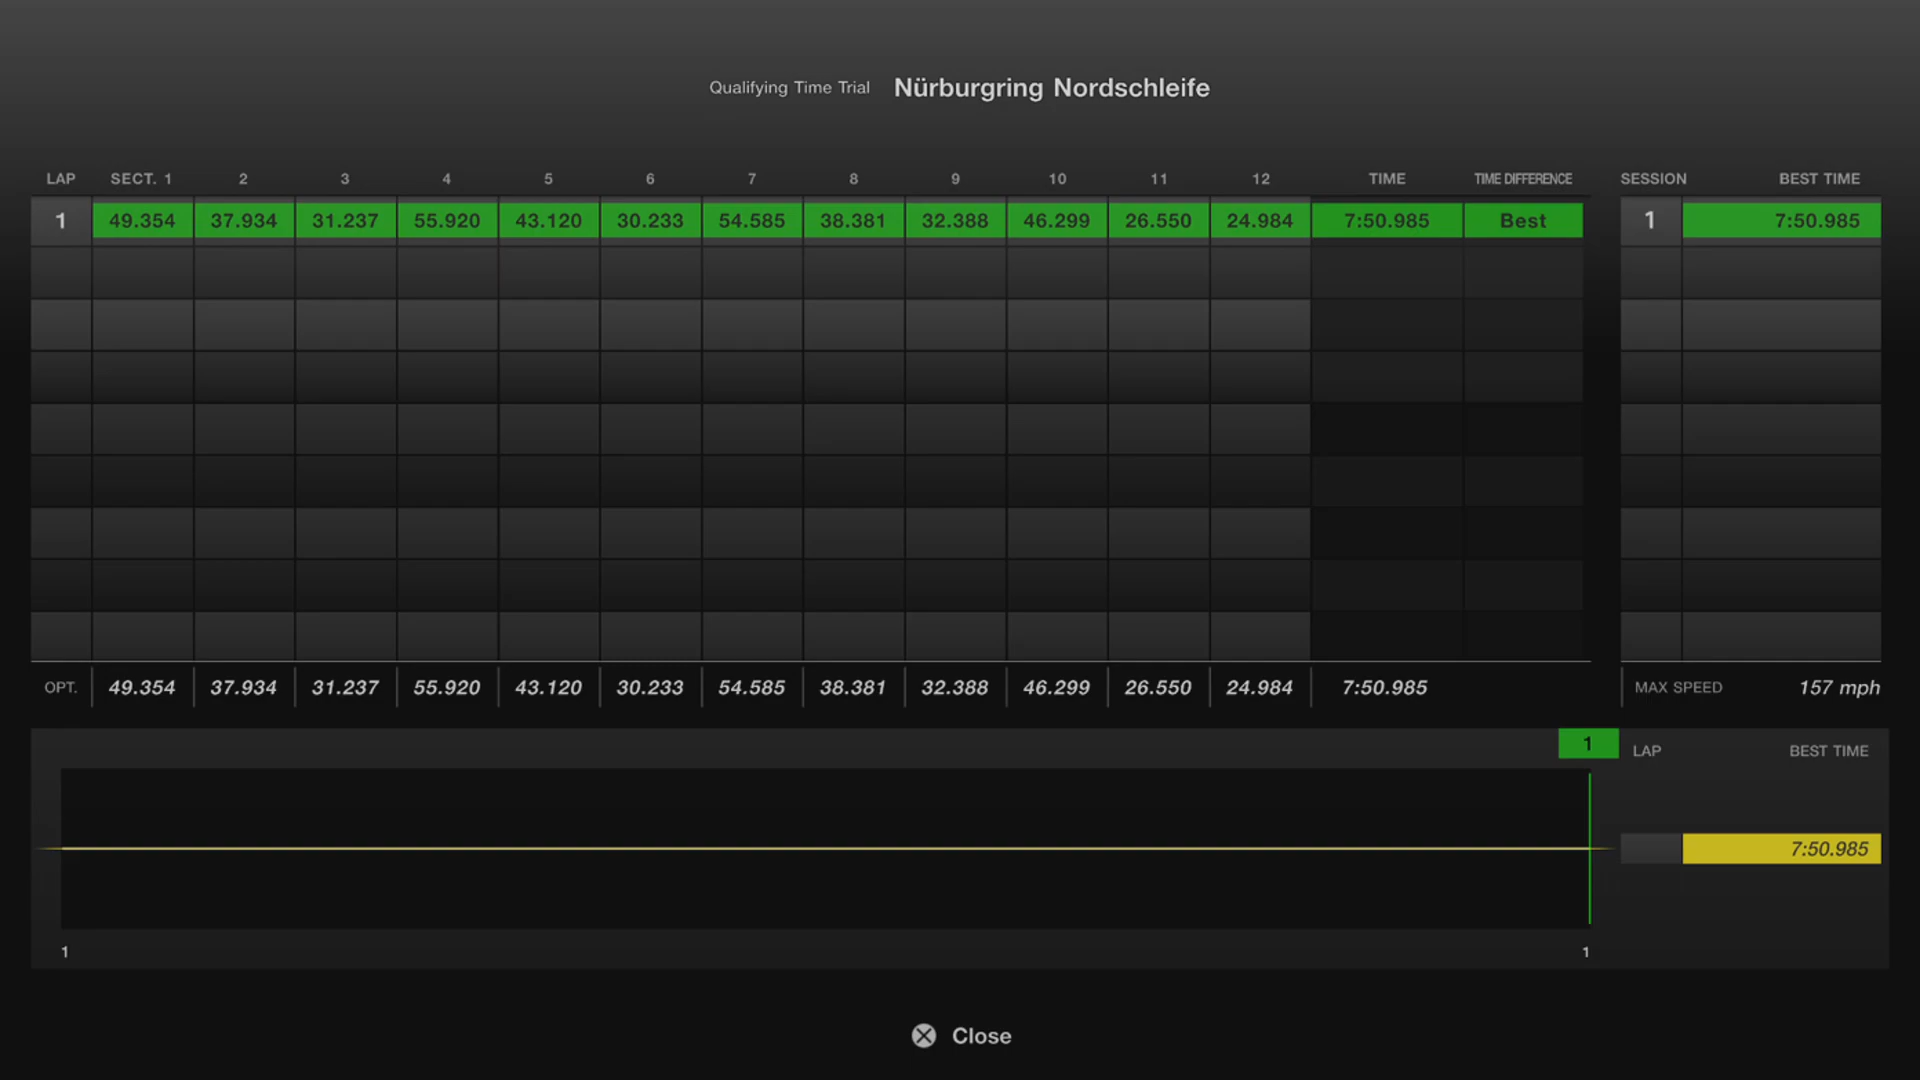 Qualifying Time Trial Nürburgring Nordschleife
LAP SECT. 1 2 3 4 5 6 7 8 9 10 11 12 TIME TIME DIFFERENCE SESSION BEST TIME
1 49.354 37.934 31.237 55.920 43.120 30.233 54.585 38.381 32.388 46.299 26.550 24.984 7:50.985 Best 1 7:50.985
OPT. 49.354 37.934 31.237 55.920 43.120 30.233 54.585 38.381 32.388 46.299 26.550 24.984 7:50.985 MAX SPEED 157 mph
1 LAP BEST TIME
7:50.985
1 1
Close